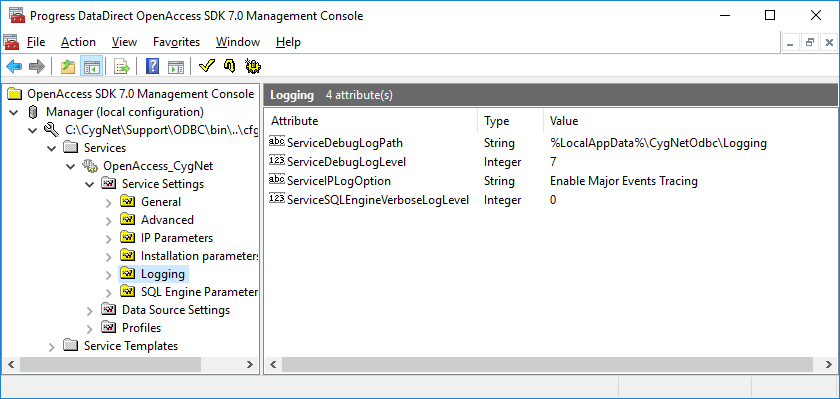 Progress DataDirect OpenAccess SDK 7.0 Management Console
File Action View Favorites Window Help
OpenAccess SDK 7.0 Management Console
Manager (local configuration)
C:\CygNet\Support\ODBC\bin\..\cfg
Services
OpenAccess_CygNet
Service Settings
General
Advanced
IP Parameters
Installation parameters
Logging
SQL Engine Parameter
Data Source Settings
Profiles
Service Templates
Logging 4 attribute(s)
Attribute Type Value
abc ServiceDebugLogPath String %LocalAppData%\CygNetOdbc\Logging
123 ServiceDebugLogLevel Integer 7
abc ServiceIPLogOption String Enable Major Events Tracing
123 ServiceSQLEngineVerboseLogLevel Integer 0